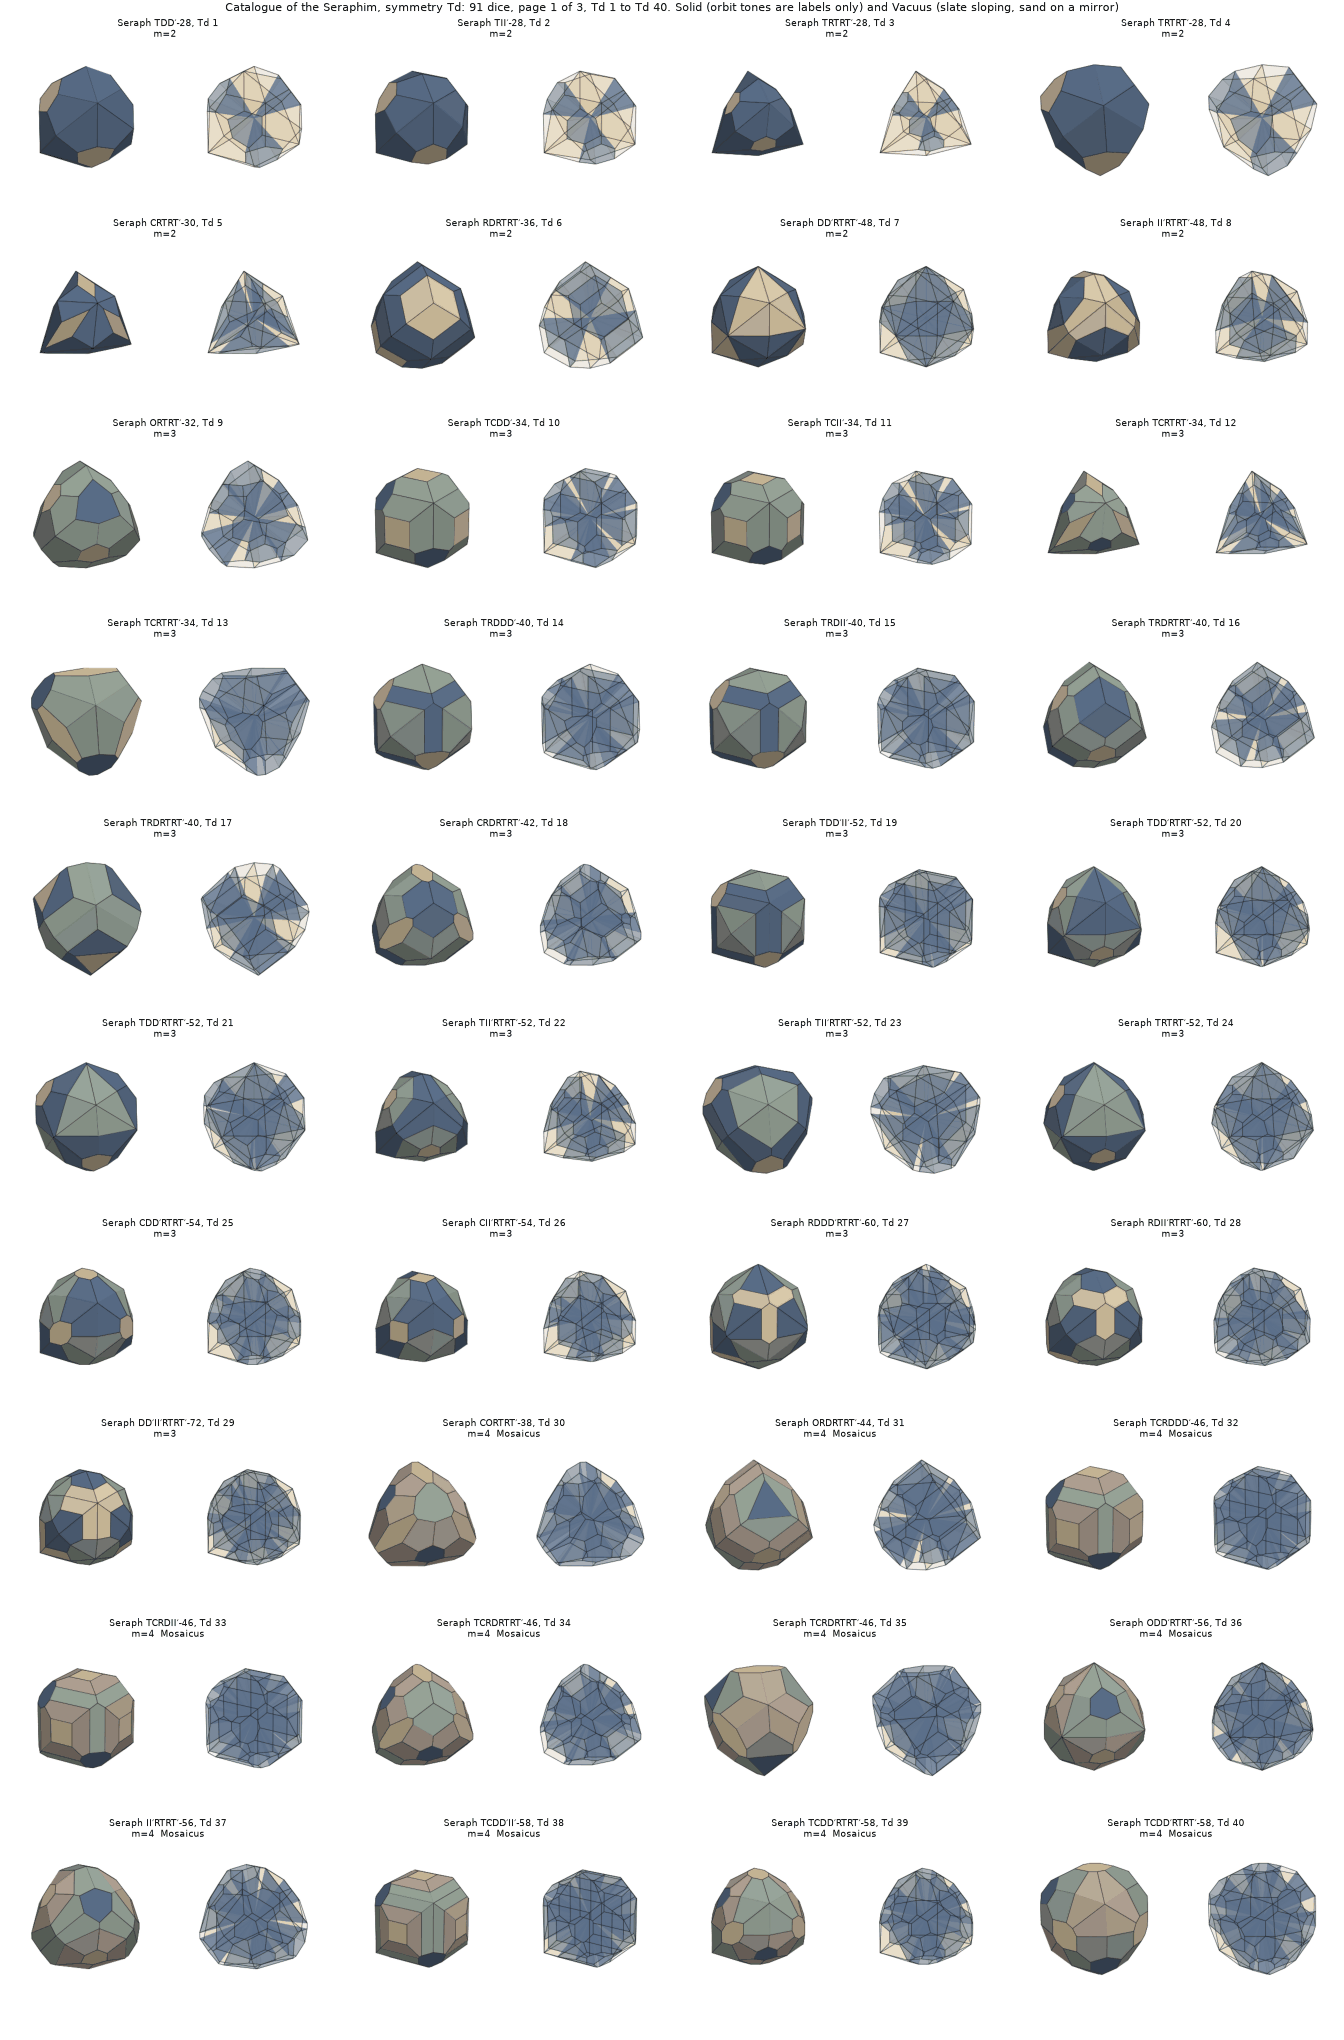 Catalogue of the Seraphim, symmetry Td: 91 dice, page 1 of 3, Td 1 to Td 40. Solid (orbit tones are labels only) and Vacuus (slate sloping, sand on a mirror)
Seraph TDD′-28, Td 1
m=2
Seraph TII′-28, Td 2
m=2
Seraph TRTRT′-28, Td 3
m=2
Seraph TRTRT′-28, Td 4
m=2
Seraph CRTRT′-30, Td 5
m=2
Seraph RDRTRT′-36, Td 6
m=2
Seraph DD′RTRT′-48, Td 7
m=2
Seraph II′RTRT′-48, Td 8
m=2
Seraph ORTRT′-32, Td 9
m=3
Seraph TCDD′-34, Td 10
m=3
Seraph TCII′-34, Td 11
m=3
Seraph TCRTRT′-34, Td 12
m=3
Seraph TCRTRT′-34, Td 13
m=3
Seraph TRDDD′-40, Td 14
m=3
Seraph TRDII′-40, Td 15
m=3
Seraph TRDRTRT′-40, Td 16
m=3
Seraph TRDRTRT′-40, Td 17
m=3
Seraph CRDRTRT′-42, Td 18
m=3
Seraph TDD′II′-52, Td 19
m=3
Seraph TDD′RTRT′-52, Td 20
m=3
Seraph TDD′RTRT′-52, Td 21
m=3
Seraph TII′RTRT′-52, Td 22
m=3
Seraph TII′RTRT′-52, Td 23
m=3
Seraph TRTRT′-52, Td 24
m=3
Seraph CDD′RTRT′-54, Td 25
m=3
Seraph CII′RTRT′-54, Td 26
m=3
Seraph RDDD′RTRT′-60, Td 27
m=3
Seraph RDII′RTRT′-60, Td 28
m=3
Seraph DD′II′RTRT′-72, Td 29
m=3
Seraph CORTRT′-38, Td 30
m=4 Mosaicus
Seraph ORDRTRT′-44, Td 31
m=4 Mosaicus
Seraph TCRDDD′-46, Td 32
m=4 Mosaicus
Seraph TCRDII′-46, Td 33
m=4 Mosaicus
Seraph TCRDRTRT′-46, Td 34
m=4 Mosaicus
Seraph TCRDRTRT′-46, Td 35
m=4 Mosaicus
Seraph ODD′RTRT′-56, Td 36
m=4 Mosaicus
Seraph II′RTRT′-56, Td 37
m=4 Mosaicus
Seraph TCDD′II′-58, Td 38
m=4 Mosaicus
Seraph TCDD′RTRT′-58, Td 39
m=4 Mosaicus
Seraph TCDD′RTRT′-58, Td 40
m=4 Mosaicus